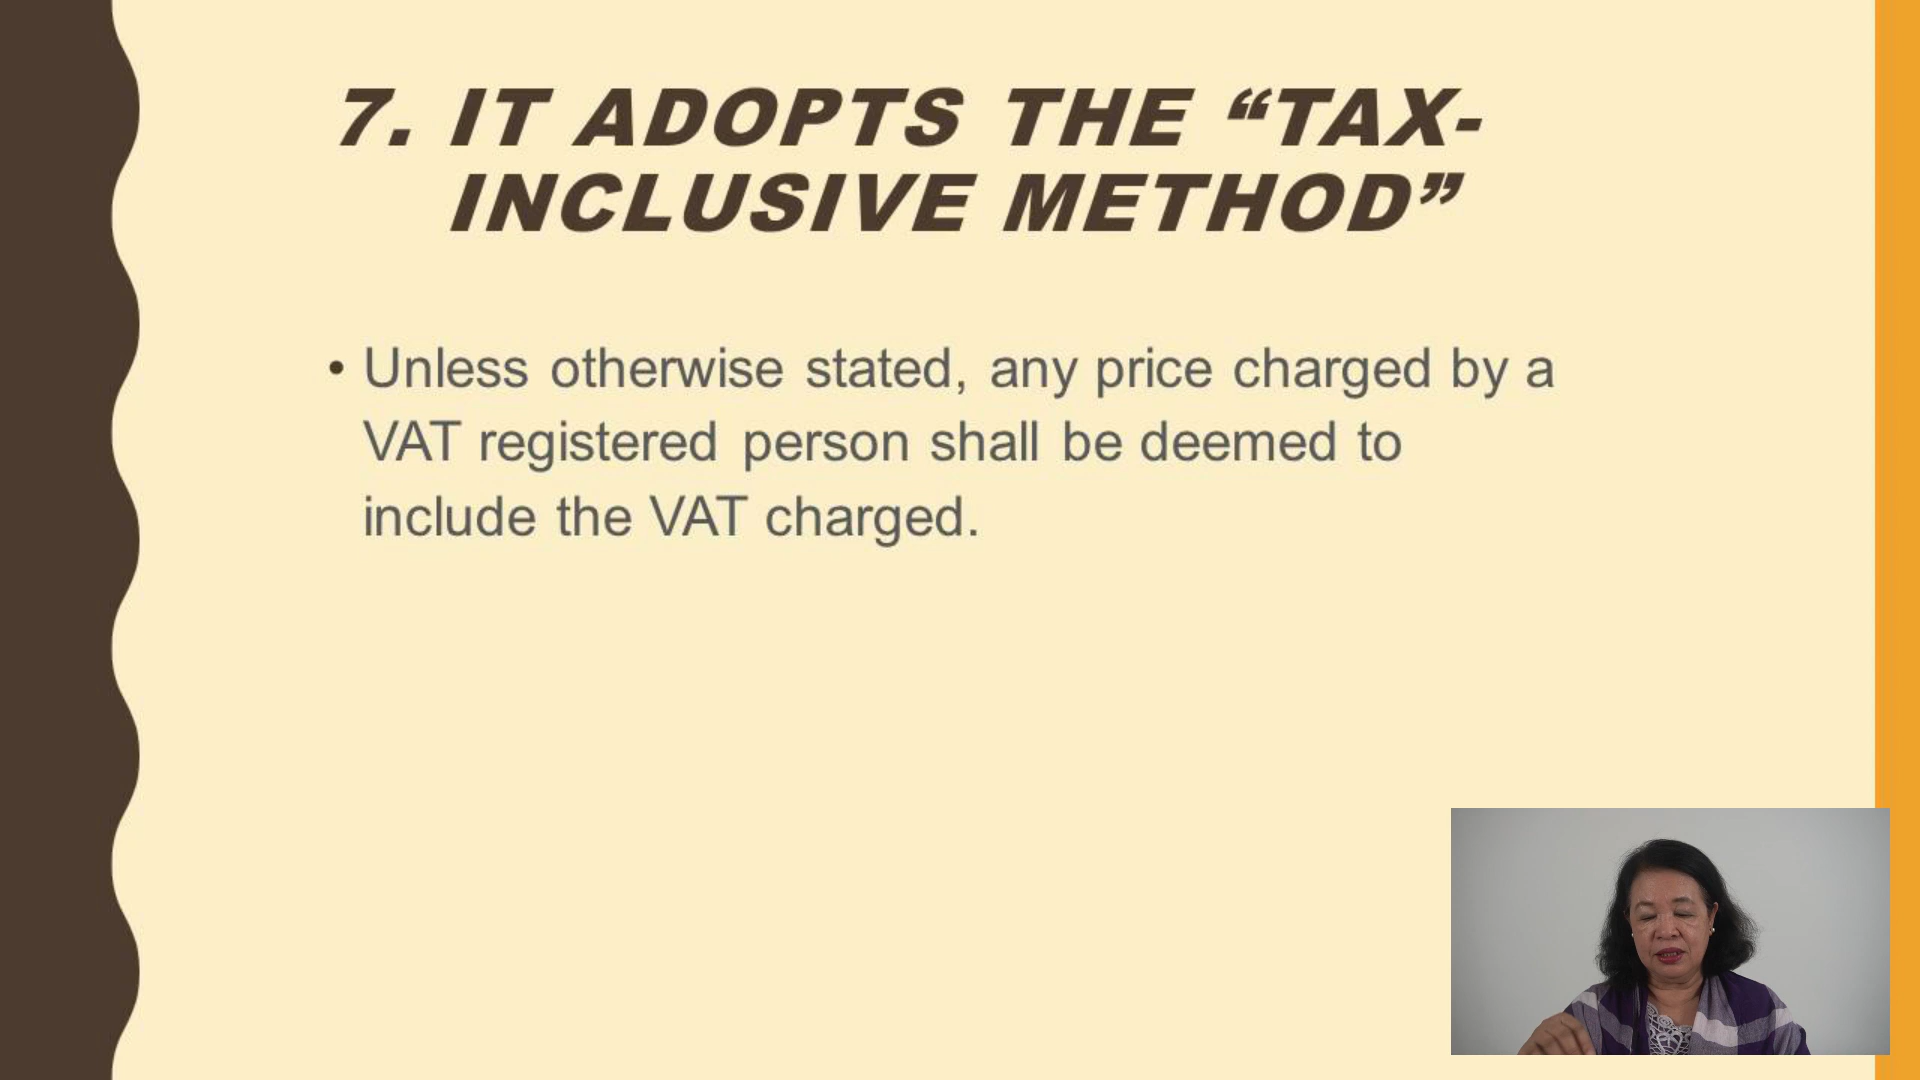 7. IT ADOPTS THE “TAX-
INCLUSIVE METHOD”
• Unless otherwise stated, any price charged by a
VAT registered person shall be deemed to
include the VAT charged.